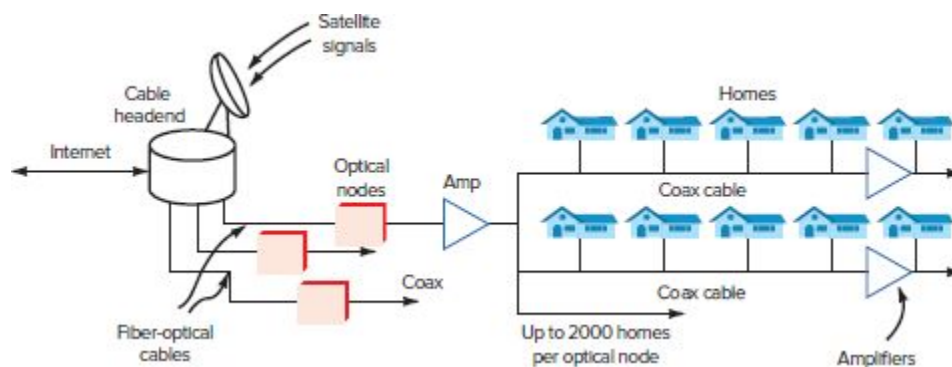 Satellite
signals
Cable
headend
Homes
Internet
Optical
nodes
Amp
Coax cable
Coax
Coax cable
Fiber-optical
cables
Up to 2000 homes
per optical node
Amplifiers